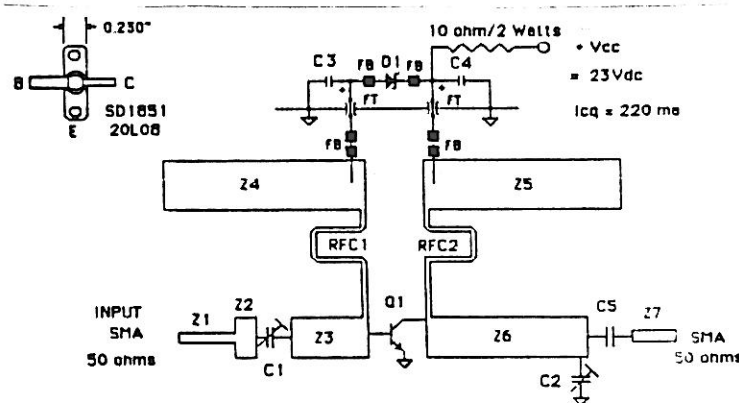 0.230"
B
C
E
SD1851
20L08
10 ohm/2 Watts
+ Vcc
= 23Vdc
Icq = 220 ma
C3
FB
D1
FB
C4
+
+
FT
FT
FB
FB
Z4
Z5
RFC1
RFC2
Q1
INPUT
SMA
50 ohms
Z1
Z2
C1
Z3
Z6
C5
Z7
SMA
50 ohms
C2